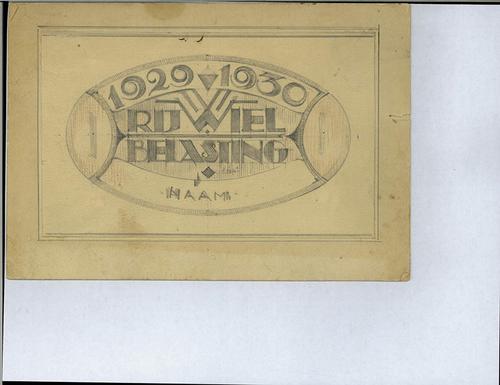 1929 1930
RIJWIEL
BELASTING
NAAM